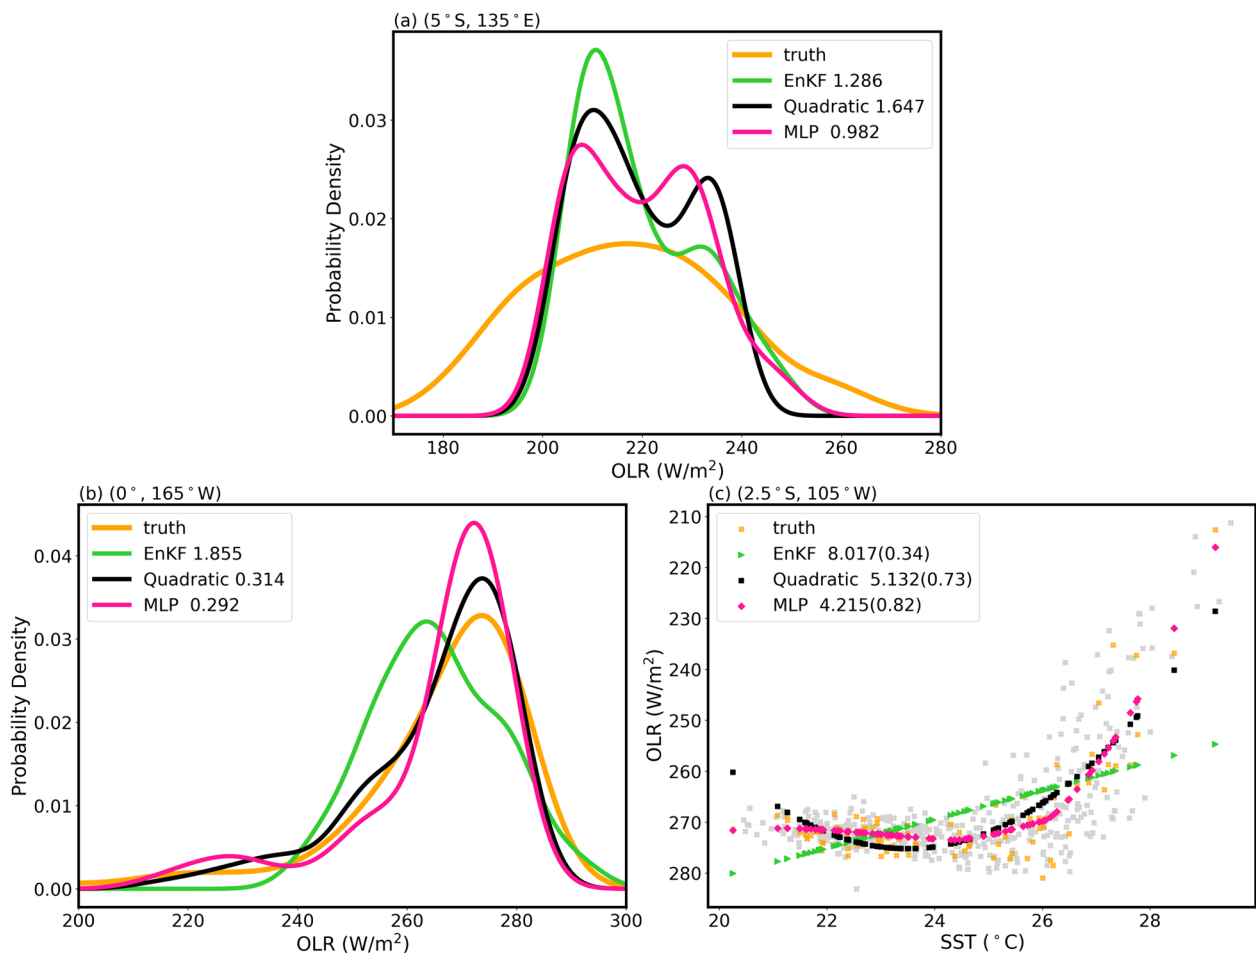 (a) (5°S, 135°E)
truth
EnKF 1.286
Quadratic 1.647
MLP 0.982
Probability Density
0.03
0.02
0.01
0.00
180 200 220 240 260 280
OLR (W/m²)
(b) (0°, 165°W)
truth
EnKF 1.855
Quadratic 0.314
MLP 0.292
Probability Density
0.04
0.03
0.02
0.01
0.00
200 220 240 260 280 300
OLR (W/m²)
(c) (2.5°S, 105°W)
truth
EnKF 8.017(0.34)
Quadratic 5.132(0.73)
MLP 4.215(0.82)
OLR (W/m²)
210
220
230
240
250
260
270
280
20 22 24 26 28
SST (°C)